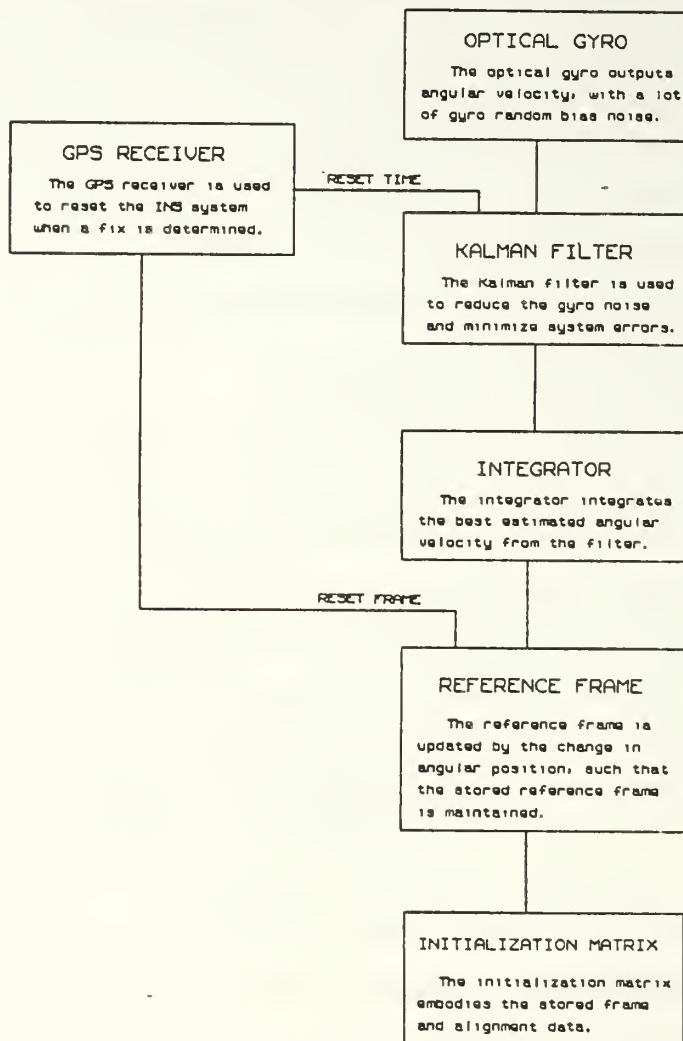 OPTICAL GYRO
The optical gyro outputs
angular velocity, with a lot
of gyro random bias noise.
GPS RECEIVER
The GPS receiver is used
to reset the INS system
when a fix is determined.
RESET TIME
KALMAN FILTER
The Kalman filter is used
to reduce the gyro noise
and minimize system errors.
INTEGRATOR
The integrator integrates
the best estimated angular
velocity from the filter.
RESET FRAME
REFERENCE FRAME
The reference frame is
updated by the change in
angular position, such that
the stored reference frame
is maintained.
INITIALIZATION MATRIX
The initialization matrix
embodies the stored frame
and alignment data.